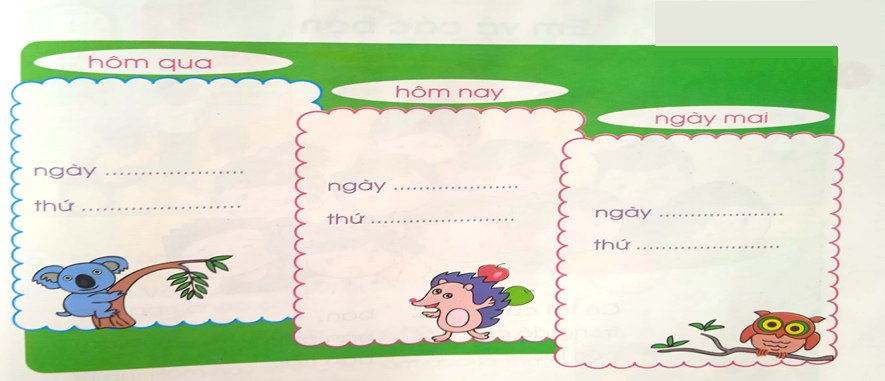 hôm qua
ngày ....................
thứ .......................
hôm nay
ngày ..................
thứ .....................
ngày mai
ngày ..................
thứ .....................